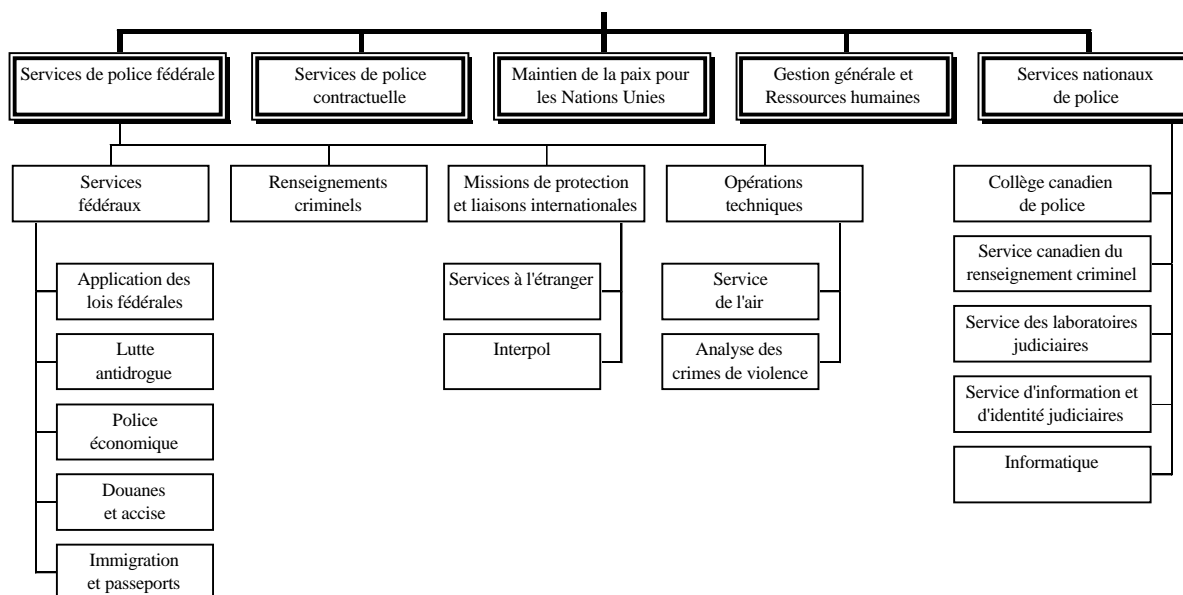 Services de police fédérale
Services de police
contractuelle
Maintien de la paix pour
les Nations Unies
Gestion générale et
Ressources humaines
Services nationaux
de police
Services
fédéraux
Renseignements
criminels
Missions de protection
et liaisons internationales
Opérations
techniques
Collège canadien
de police
Application des
lois fédérales
Services à l'étranger
Service
de l'air
Service canadien du
renseignement criminel
Lutte
antidrogue
Interpol
Analyse des
crimes de violence
Service des laboratoires
judiciaires
Police
économique
Service d'information et
d'identité judiciaires
Douanes
et accise
Informatique
Immigration
et passeports